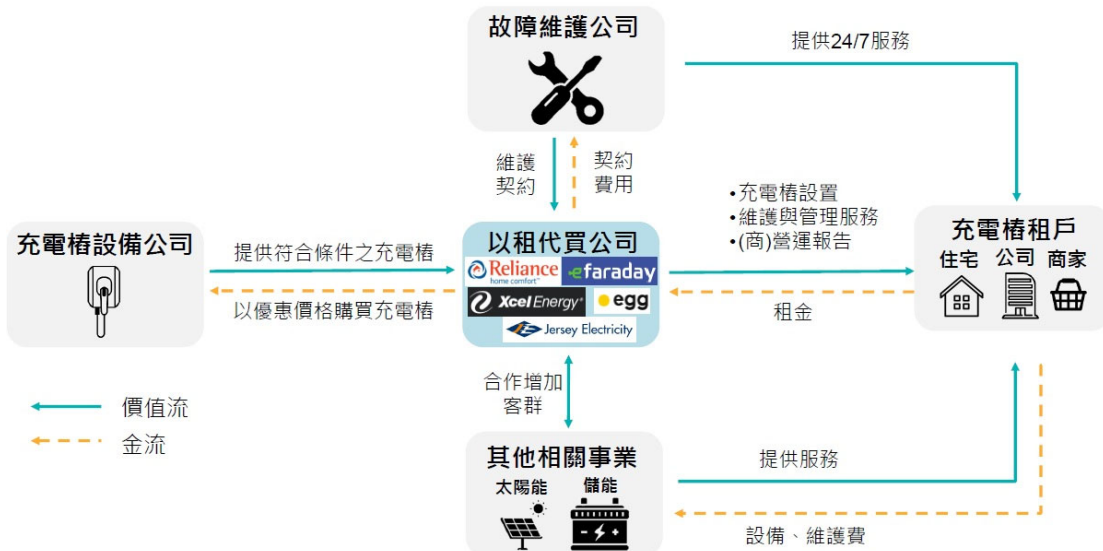 故障維護公司
提供24/7服務
維護
契約
契約
費用
•充電樁設置
•維護與管理服務
•(商)營運報告
充電樁設備公司
提供符合條件之充電樁
以優惠價格購買充電樁
以租代買公司
Reliance
home comfort™
efaraday
Xcel Energy®
egg
Jersey Electricity
租金
充電樁租戶
住宅 公司 商家
合作增加
客群
價值流
金流
其他相關事業
太陽能 儲能
提供服務
設備、維護費